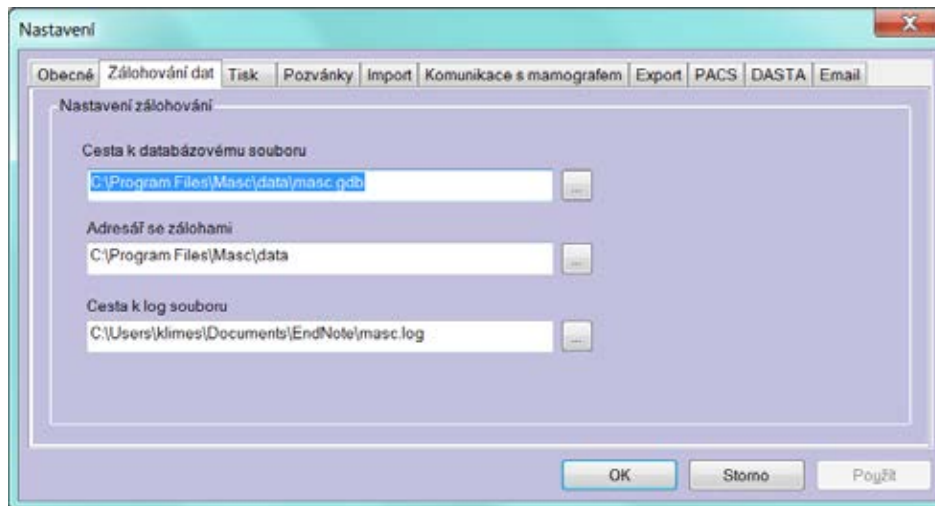 Nastavení
X
Obecné Zálohování dat Tisk Pozvánky Import Komunikace s mamografem Export PACS DASTA Email
Nastavení zálohování
Cesta k databázovému souboru
C:\Program Files\Masc\data\masc.gdb
...
Adresář se zálohami
C:\Program Files\Masc\data
...
Cesta k log souboru
C:\Users\klimes\Documents\EndNote\masc.log
...
OK Storno Použít